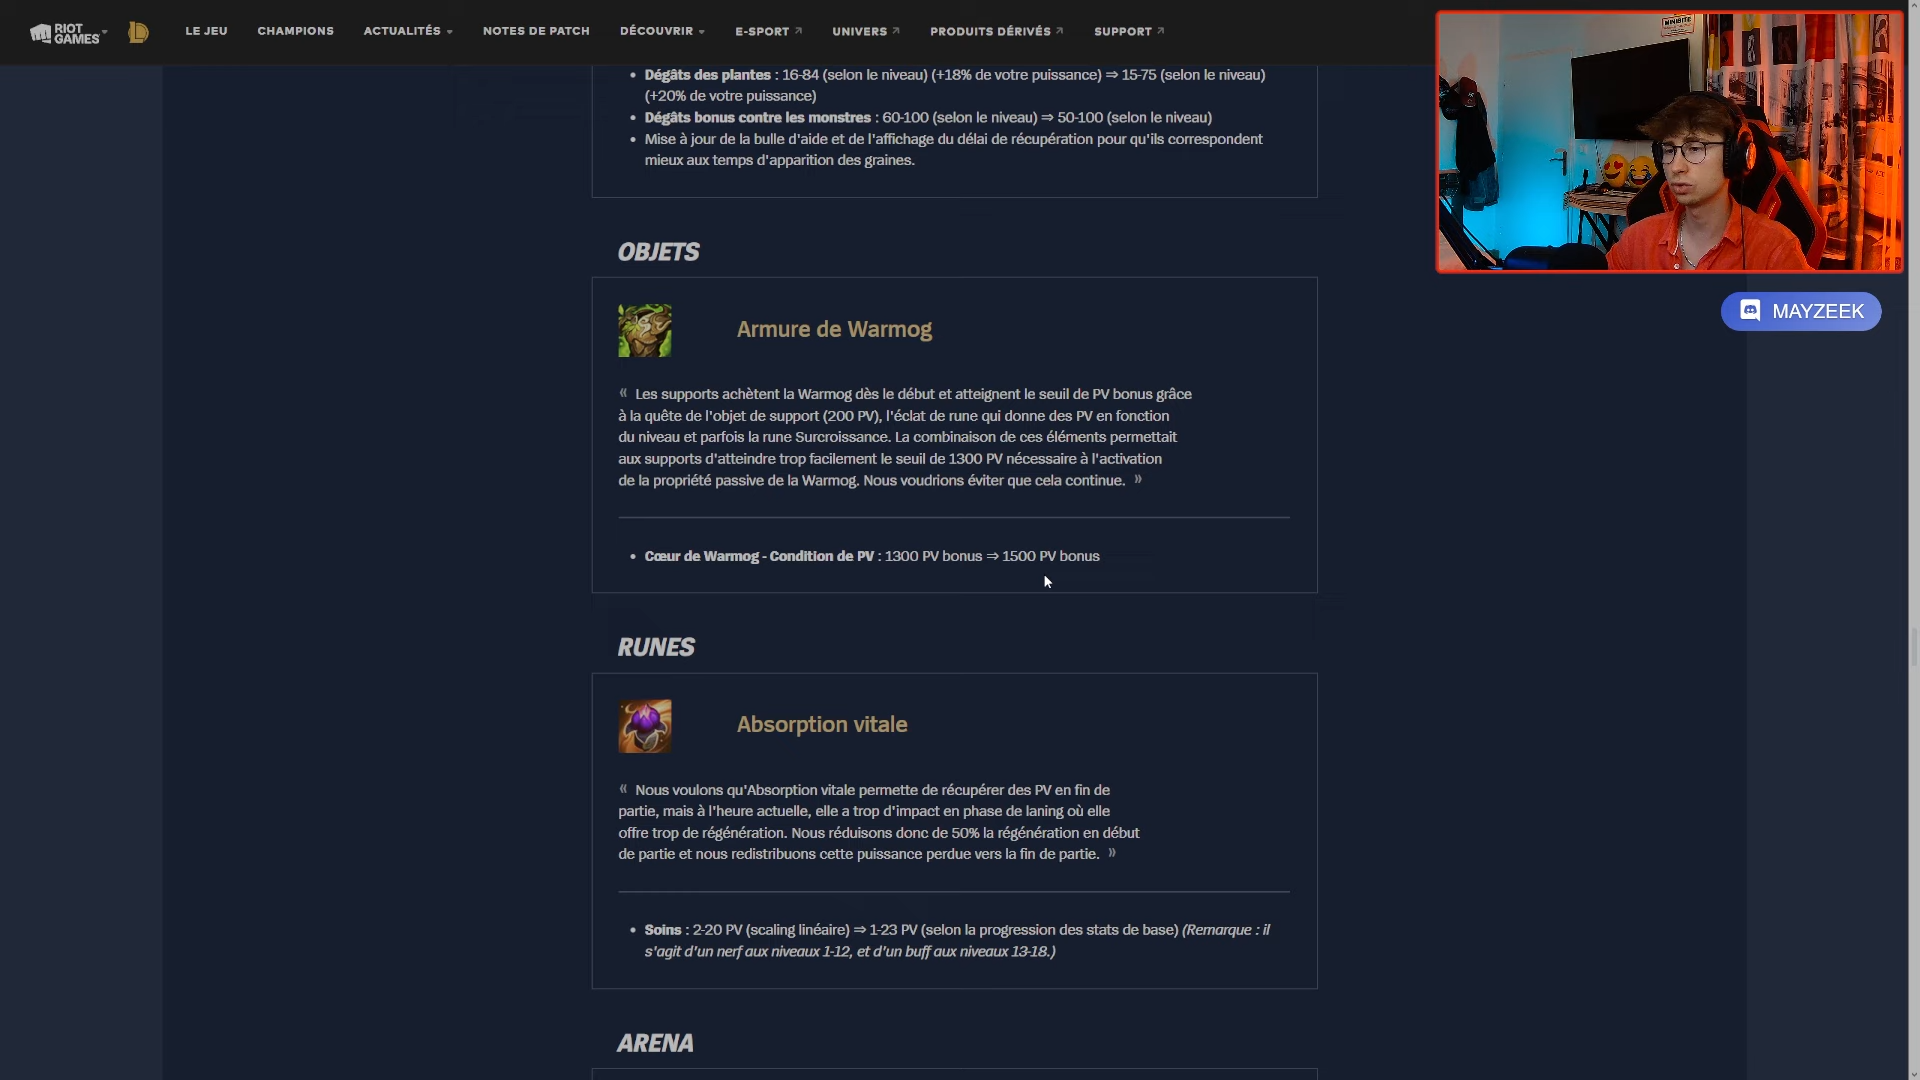 RIOT GAMES
LE JEU
CHAMPIONS
ACTUALITÉS
NOTES DE PATCH
DÉCOUVRIR
E-SPORT
UNIVERS
PRODUITS DÉRIVÉS
SUPPORT
• Dégâts des plantes : 16-84 (selon le niveau) (+18% de votre puissance) ⇒ 15-75 (selon le niveau)
(+20% de votre puissance)
• Dégâts bonus contre les monstres : 60-100 (selon le niveau) ⇒ 50-100 (selon le niveau)
• Mise à jour de la bulle d'aide et de l'affichage du délai de récupération pour qu'ils correspondent
mieux aux temps d'apparition des graines.
OBJETS
Armure de Warmog
« Les supports achètent la Warmog dès le début et atteignent le seuil de PV bonus grâce
à la quête de l'objet de support (200 PV), l'éclat de rune qui donne des PV en fonction
du niveau et parfois la rune Surcroissance. La combinaison de ces éléments permettait
aux supports d'atteindre trop facilement le seuil de 1300 PV nécessaire à l'activation
de la propriété passive de la Warmog. Nous voudrions éviter que cela continue. »
• Cœur de Warmog - Condition de PV : 1300 PV bonus ⇒ 1500 PV bonus
RUNES
Absorption vitale
« Nous voulons qu'Absorption vitale permette de récupérer des PV en fin de
partie, mais à l'heure actuelle, elle a trop d'impact en phase de laning où elle
offre trop de régénération. Nous réduisons donc de 50% la régénération en début
de partie et nous redistribuons cette puissance perdue vers la fin de partie. »
• Soins : 2-20 PV (scaling linéaire) ⇒ 1-23 PV (selon la progression des stats de base) (Remarque : il
s'agit d'un nerf aux niveaux 1-12, et d'un buff aux niveaux 13-18.)
ARENA
MAYZEEK